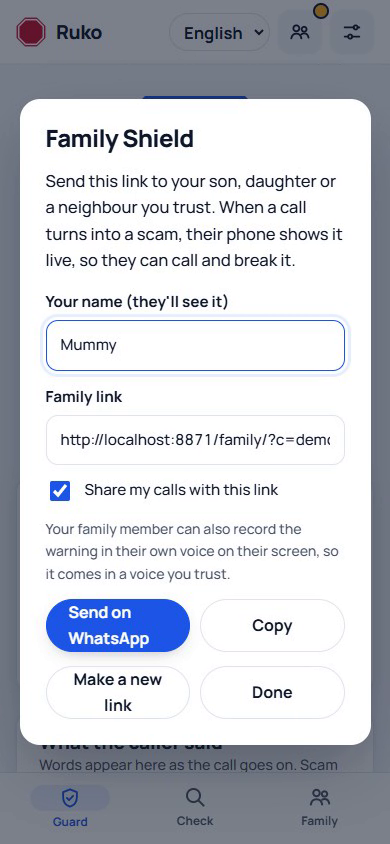 Ruko
English
Family Shield
Send this link to your son, daughter or
a neighbour you trust. When a call
turns into a scam, their phone shows it
live, so they can call and break it.
Your name (they'll see it)
Mummy
Family link
http://localhost:8871/family/?c=demo
Share my calls with this link
Your family member can also record the
warning in their own voice on their screen, so
it comes in a voice you trust.
Send on
WhatsApp
Copy
Make a new
link
Done
What the caller said
Words appear here as the call goes on. Scam
Guard
Check
Family